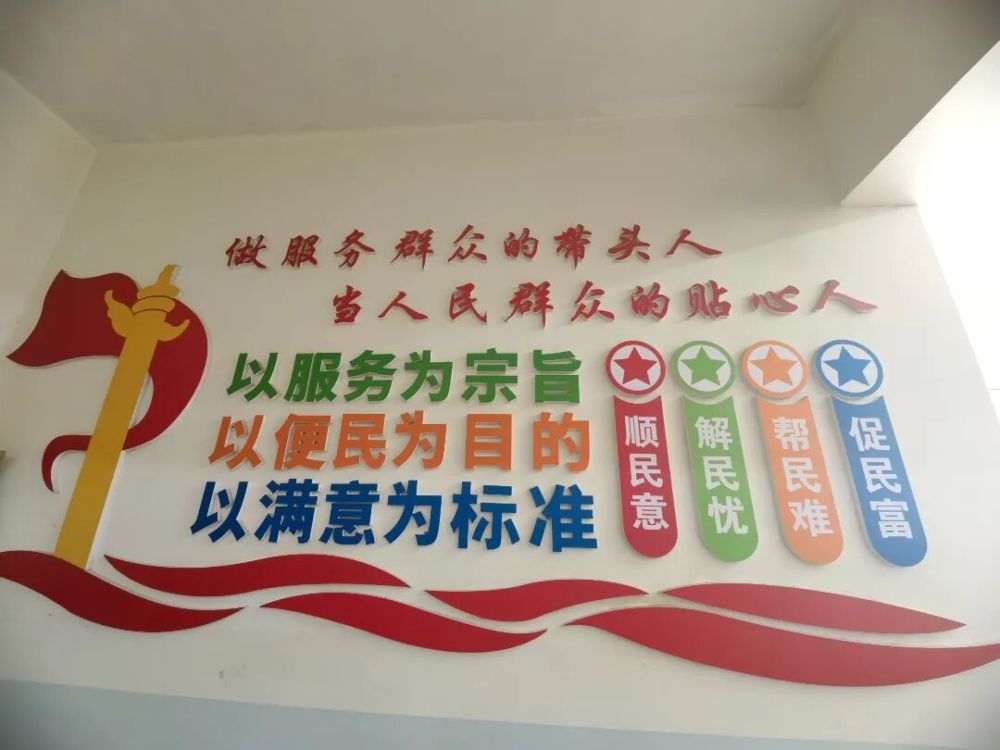 做服务群众的带头人
当人民群众的贴心人
以服务为宗旨
以便民为目的
以满意为标准
顺民意
解民忧
帮民难
促民富